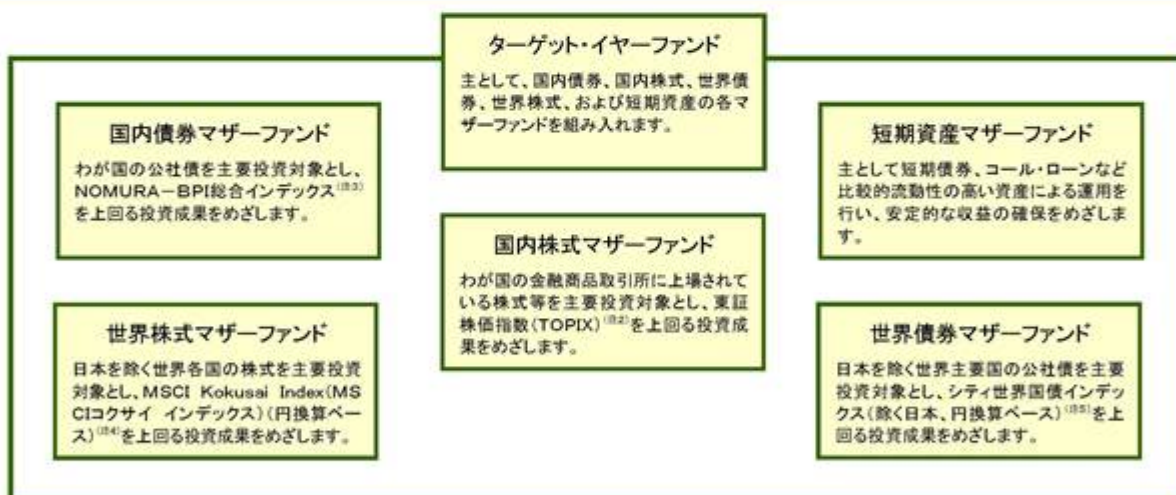 ターゲット・イヤーファンド
主として、国内債券、国内株式、世界債
券、世界株式、および短期資産の各マ
ザーファンドを組み入れます。
国内債券マザーファンド
わが国の公社債を主要投資対象とし、
NOMURA－BPI総合インデックス(注3)
を上回る投資成果をめざします。
短期資産マザーファンド
主として短期債券、コール・ローンなど
比較的流動性の高い資産による運用を
行い、安定的な収益の確保をめざしま
す。
国内株式マザーファンド
わが国の金融商品取引所に上場されて
いる株式等を主要投資対象とし、東証
株価指数(TOPIX)(注2)を上回る投資成
果をめざします。
世界株式マザーファンド
日本を除く世界各国の株式を主要投資
対象とし、MSCI Kokusai Index(MS
CIコクサイ インデックス)(円換算ベー
ス)(注4)を上回る投資成果をめざします。
世界債券マザーファンド
日本を除く世界主要国の公社債を主要
投資対象とし、シティ世界国債インデッ
クス(除く日本、円換算ベース)(注5)を上
回る投資成果をめざします。